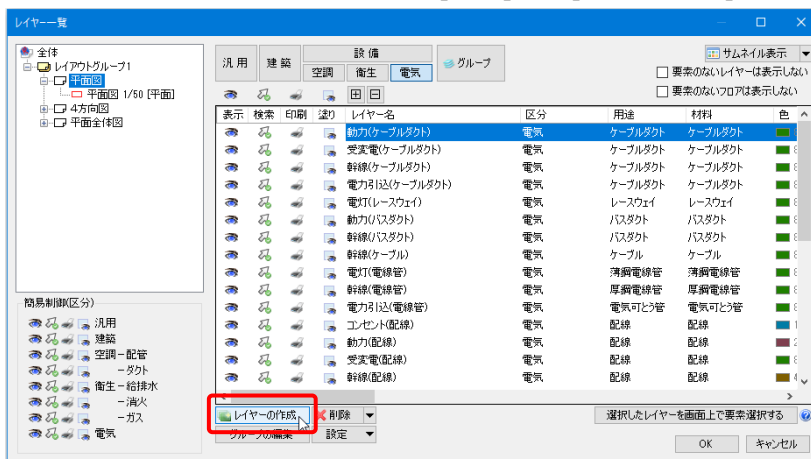 レイヤー一覧
全体
レイアウトグループ1
平面図
平面図 1/50 [平面]
4方向図
平面全体図
汎用 建築 設備 グループ
空調 衛生 電気
サムネイル表示
要素のないレイヤーは表示しない
要素のないフロアは表示しない
表示 検索 印刷 塗り レイヤー名 区分 用途 材料 色
動力(ケーブルダクト) 電気 ケーブルダクト ケーブルダクト
受変電(ケーブルダクト) 電気 ケーブルダクト ケーブルダクト
幹線(ケーブルダクト) 電気 ケーブルダクト ケーブルダクト
電力引込(ケーブルダクト) 電気 ケーブルダクト ケーブルダクト
電灯(レースウェイ) 電気 レースウェイ レースウェイ
動力(バスダクト) 電気 バスダクト バスダクト
幹線(バスダクト) 電気 バスダクト バスダクト
幹線(ケーブル) 電気 ケーブル ケーブル
電灯(電線管) 電気 薄鋼電線管 薄鋼電線管
幹線(電線管) 電気 厚鋼電線管 厚鋼電線管
電力引込(電線管) 電気 電気可とう管 電気可とう管
コンセント(配線) 電気 配線 配線
動力(配線) 電気 配線 配線
受変電(配線) 電気 配線 配線
幹線(配線) 電気 配線 配線
簡易制御(区分)
汎用
建築
空調-配管
-ダクト
衛生-給排水
-消火
-ガス
電気
レイヤーの作成 削除
選択したレイヤーを画面上で要素選択する
グループの編集 設定
OK キャンセル